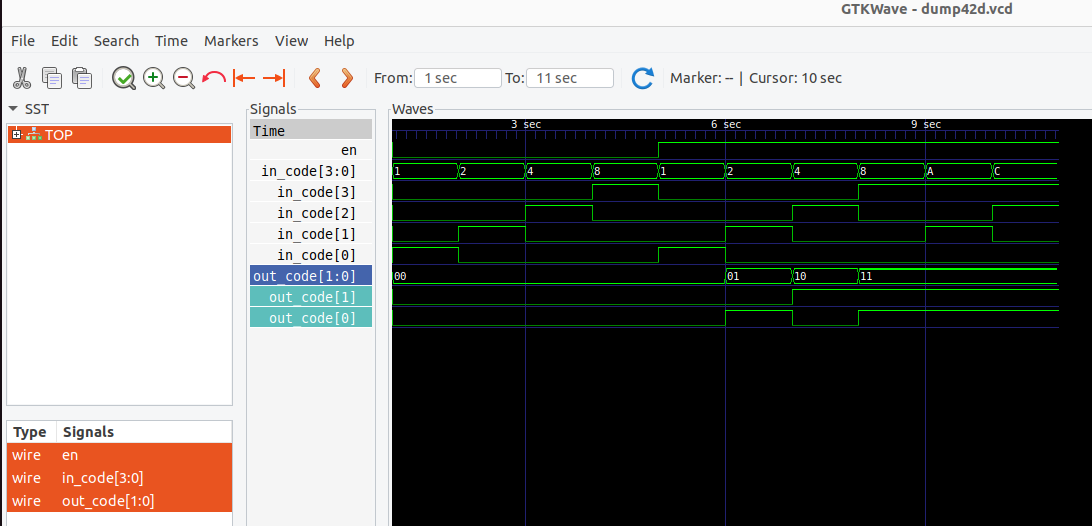 GTKWave - dump42d.vcd
File Edit Search Time Markers View Help
From: 1 sec To: 11 sec Marker: -- | Cursor: 10 sec
SST
TOP
Type Signals
wire en
wire in_code[3:0]
wire out_code[1:0]
Signals
Time
en
in_code[3:0]
in_code[3]
in_code[2]
in_code[1]
in_code[0]
out_code[1:0]
out_code[1]
out_code[0]
Waves
3 sec 6 sec 9 sec
1 2 4 8 1 2 4 8 A C
00 01 10 11